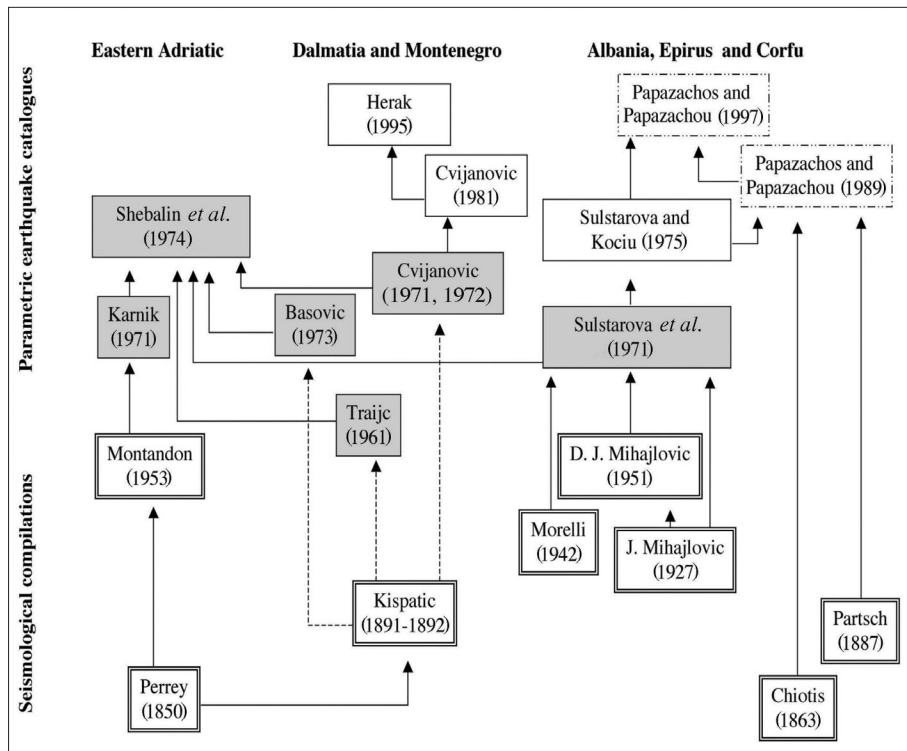 Eastern Adriatic
Dalmatia and Montenegro
Albania, Epirus and Corfu
Parametric earthquake catalogues
Seismological compilations
Herak
(1995)
Papazachos and
Papazachou (1997)
Cvijanovic
(1981)
Papazachos and
Papazachou (1989)
Shebalin et al.
(1974)
Sulstarova and
Kociu (1975)
Cvijanovic
(1971, 1972)
Karnik
(1971)
Basovic
(1973)
Sulstarova et al.
(1971)
Traijc
(1961)
Montandon
(1953)
D. J. Mihajlovic
(1951)
Morelli
(1942)
J. Mihajlovic
(1927)
Kispatic
(1891-1892)
Partsch
(1887)
Perrey
(1850)
Chiotis
(1863)